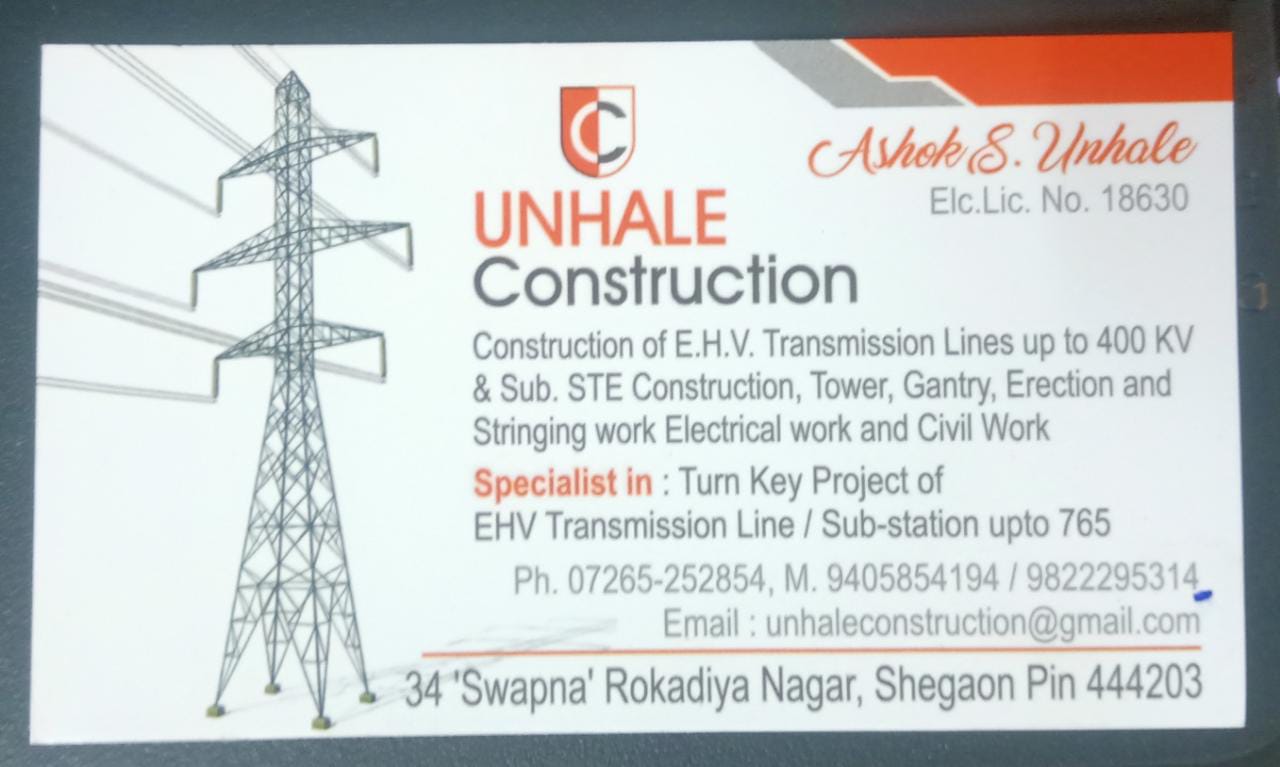 C
Ashok S. Unhale
Elc.Lic. No. 18630
UNHALE
Construction
Construction of E.H.V. Transmission Lines up to 400 KV
& Sub. STE Construction, Tower, Gantry, Erection and
Stringing work Electrical work and Civil Work
Specialist in : Turn Key Project of
EHV Transmission Line / Sub-station upto 765
Ph. 07265-252854, M. 9405854194 / 9822295314
Email : unhaleconstruction@gmail.com
34 'Swapna' Rokadiya Nagar, Shegaon Pin 444203